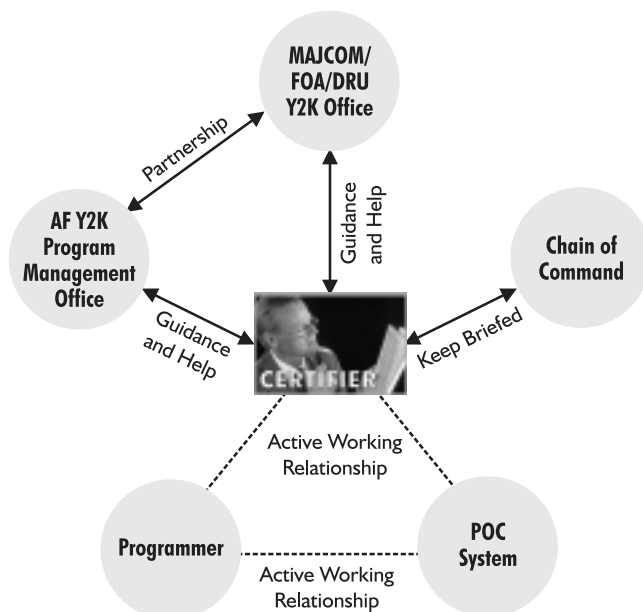 MAJCOM/
FOA/DRU
Y2K Office
Partnership
AF Y2K
Program
Management
Office
Guidance
and Help
Chain of
Command
Guidance
and Help
Keep Briefed
CERTIFIER
Active Working
Relationship
Programmer
POC
System
Active Working
Relationship